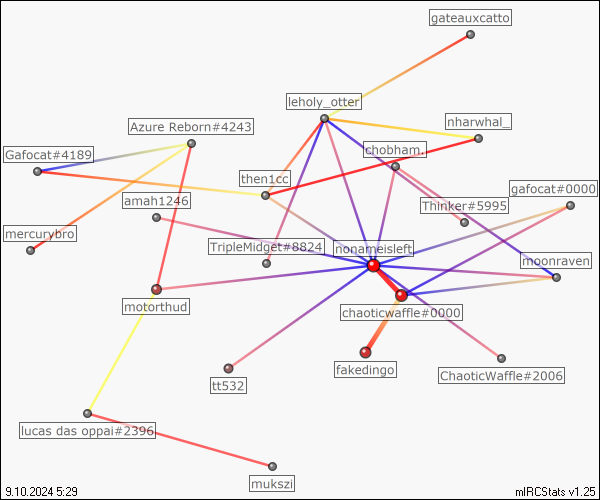 gateauxcatto
leholy_otter
nharwhal_
Azure Reborn#4243
Gafocat#4189
chobham.
then1cc
gafocat#0000
amah1246
Thinker#5995
mercurybro
TripleMidget#8824
nonameisleft
moonraven
motorthud
chaoticwaffle#0000
fakedingo
tt532
ChaoticWaffle#2006
lucas das oppai#2396
mukszi
9.10.2024 5:29
mIRCStats v1.25